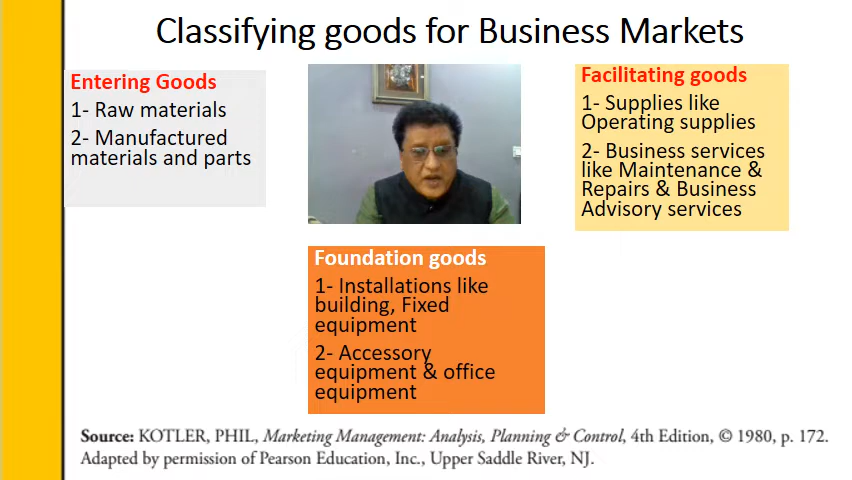 Classifying goods for Business Markets
Entering Goods
1- Raw materials
2- Manufactured
materials and parts
Facilitating goods
1- Supplies like
Operating supplies
2- Business services
like Maintenance &
Repairs & Business
Advisory services
Foundation goods
1- Installations like
building, Fixed
equipment
2- Accessory
equipment & office
equipment
Source: KOTLER, PHIL, Marketing Management: Analysis, Planning & Control, 4th Edition, © 1980, p. 172.
Adapted by permission of Pearson Education, Inc., Upper Saddle River, NJ.